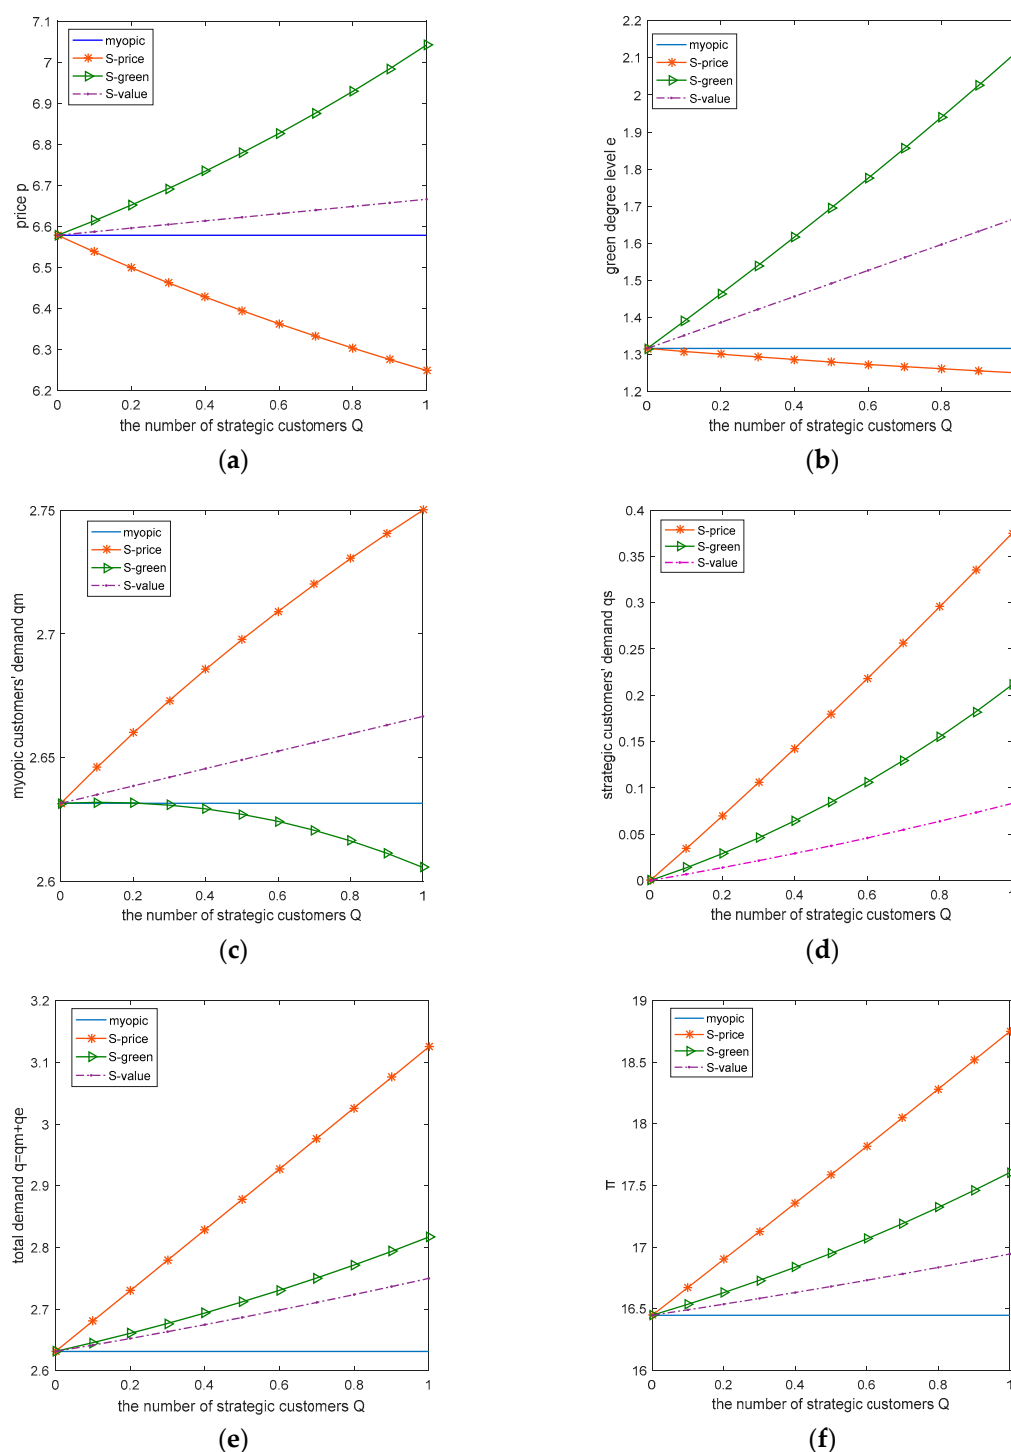 7.1
7
6.9
6.8
6.7
6.6
6.5
6.4
6.3
6.2
price p
myopic
S-price
S-green
S-value
0 0.2 0.4 0.6 0.8 1
the number of strategic customers Q
(a)
2.2
2.1
2
1.9
1.8
1.7
1.6
1.5
1.4
1.3
1.2
green degree level e
myopic
S-price
S-green
S-value
0 0.2 0.4 0.6 0.8 1
the number of strategic customers Q
(b)
2.75
2.7
2.65
2.6
myopic customers' demand qm
myopic
S-price
S-green
S-value
0 0.2 0.4 0.6 0.8 1
the number of strategic customers Q
(c)
0.4
0.35
0.3
0.25
0.2
0.15
0.1
0.05
0
strategic customers' demand qs
S-price
S-green
S-value
0 0.2 0.4 0.6 0.8 1
the number of strategic customers Q
(d)
3.2
3.1
3
2.9
2.8
2.7
2.6
total demand q=qm+qe
myopic
S-price
S-green
S-value
0 0.2 0.4 0.6 0.8 1
the number of strategic customers Q
(e)
19
18.5
18
17.5
17
16.5
16
π
myopic
S-price
S-green
S-value
0 0.2 0.4 0.6 0.8 1
the number of strategic customers Q
(f)